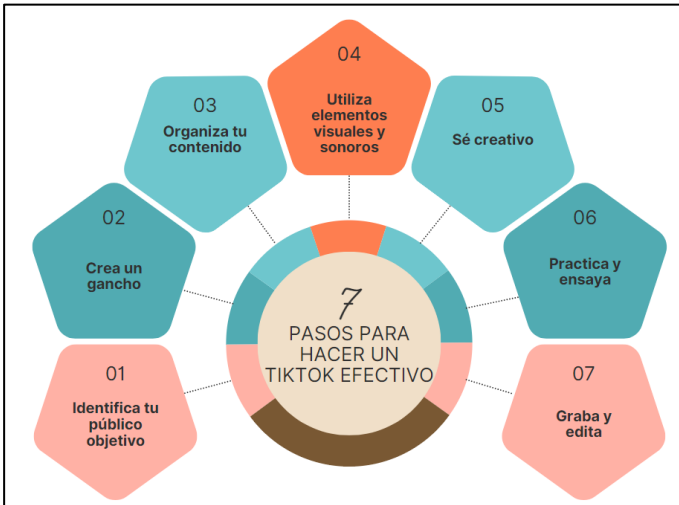 7
PASOS PARA
HACER UN
TIKTOK EFECTIVO
01
Identifica tu
público
objetivo
02
Crea un
gancho
03
Organiza tu
contenido
04
Utiliza
elementos
visuales y
sonoros
05
Sé creativo
06
Practica y
ensaya
07
Graba y
edita